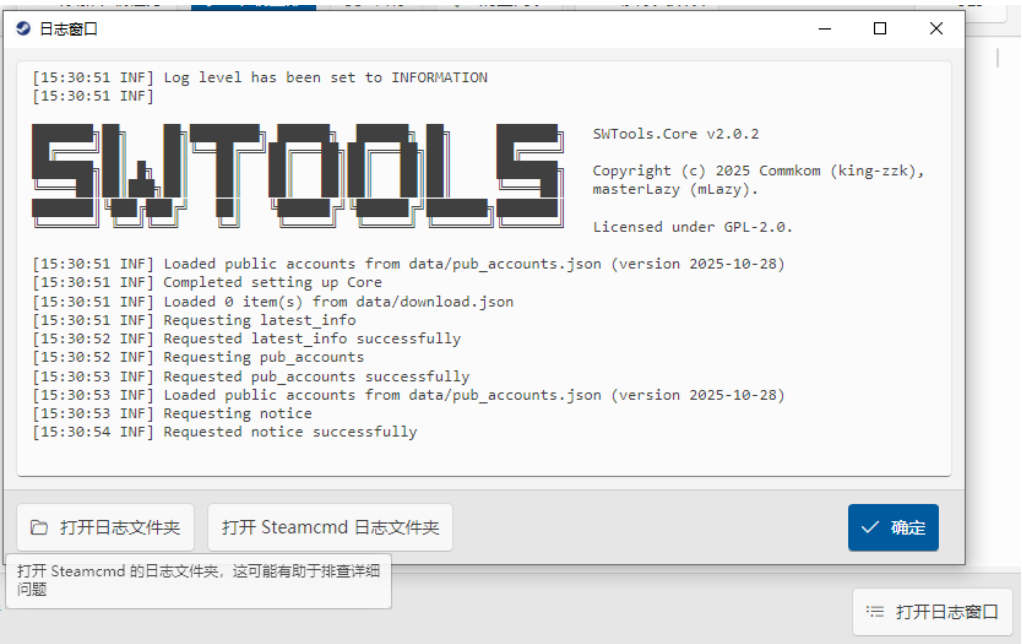 日志窗口
[15:30:51 INF] Log level has been set to INFORMATION
[15:30:51 INF]
SWTOOLS
SWTools.Core v2.0.2
Copyright (c) 2025 Commkom (king-zzk),
masterLazy (mLazy).
Licensed under GPL-2.0.
[15:30:51 INF] Loaded public accounts from data/pub_accounts.json (version 2025-10-28)
[15:30:51 INF] Completed setting up Core
[15:30:51 INF] Loaded 0 item(s) from data/download.json
[15:30:51 INF] Requesting latest_info
[15:30:52 INF] Requested latest_info successfully
[15:30:52 INF] Requesting pub_accounts
[15:30:53 INF] Requested pub_accounts successfully
[15:30:53 INF] Loaded public accounts from data/pub_accounts.json (version 2025-10-28)
[15:30:53 INF] Requesting notice
[15:30:54 INF] Requested notice successfully
打开日志文件夹
打开 Steamcmd 日志文件夹
确定
打开 Steamcmd 的日志文件夹，这可能有助于排查详细
问题
打开日志窗口